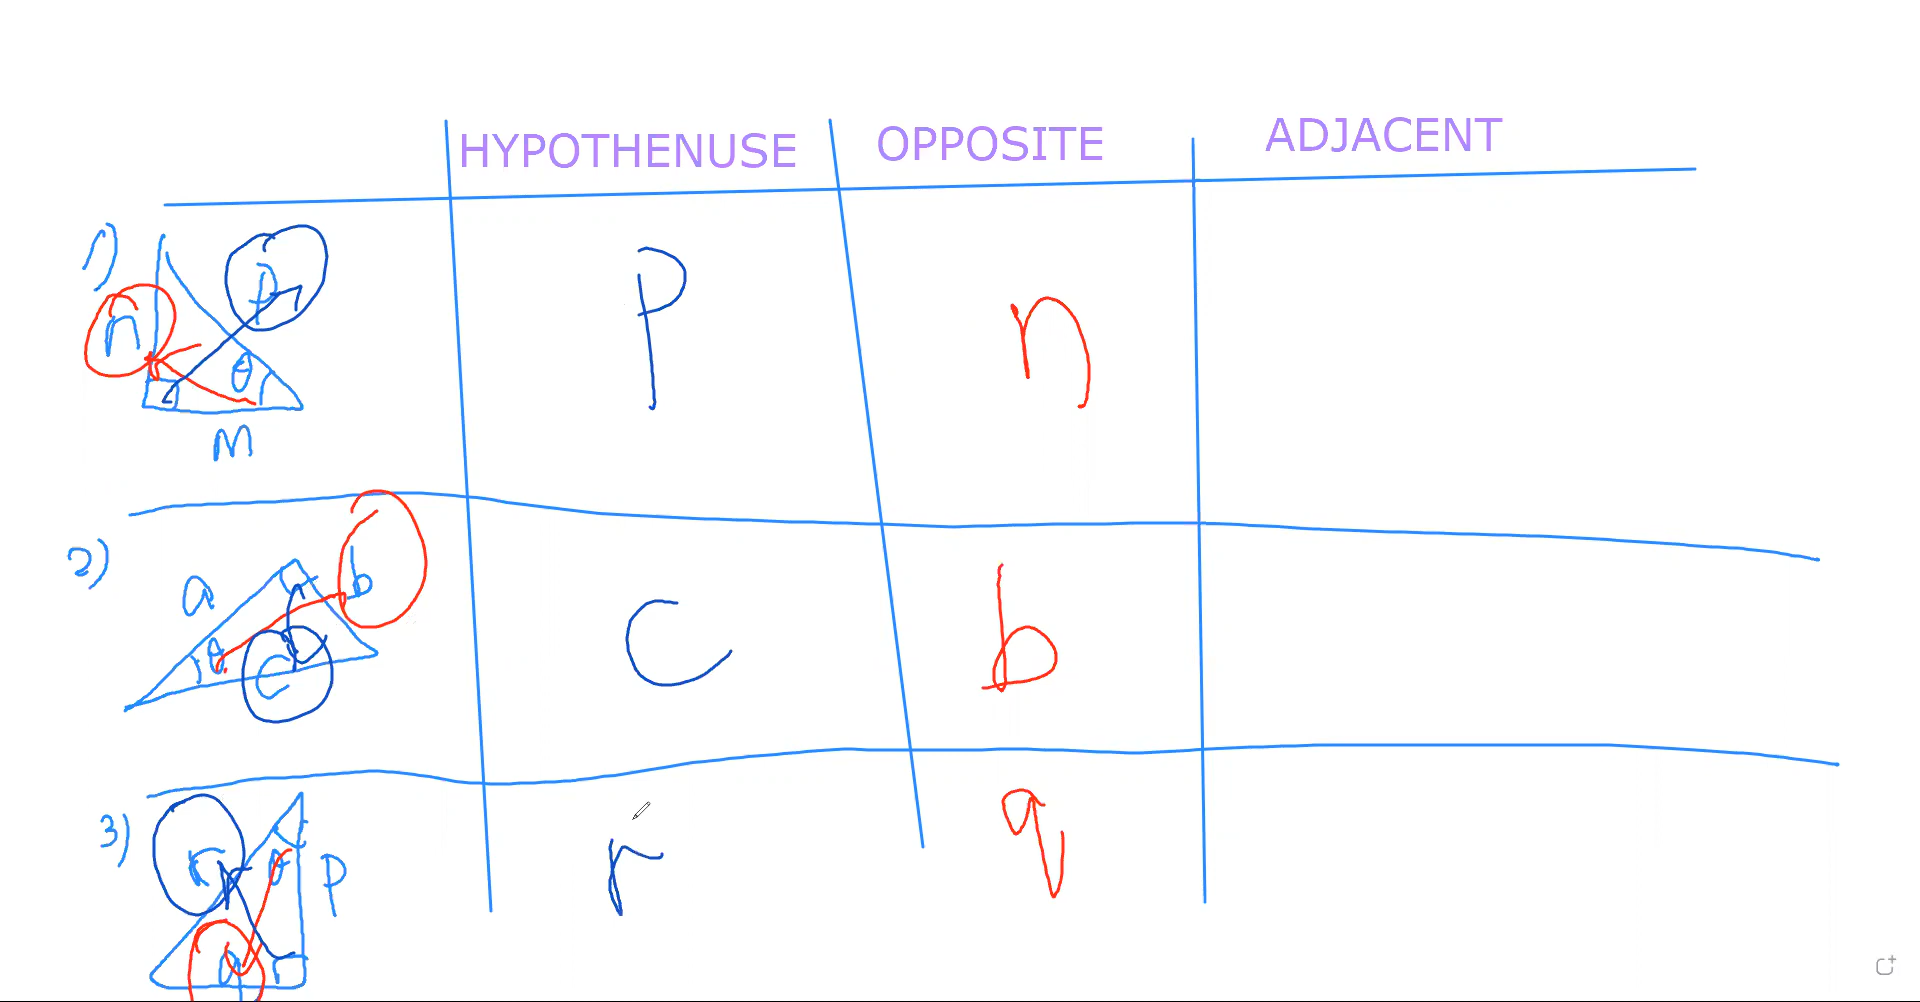 HYPOTHENUSE OPPOSITE ADJACENT
1) n P θ m P n
2) a b θ c c b
3) r θ P q r q